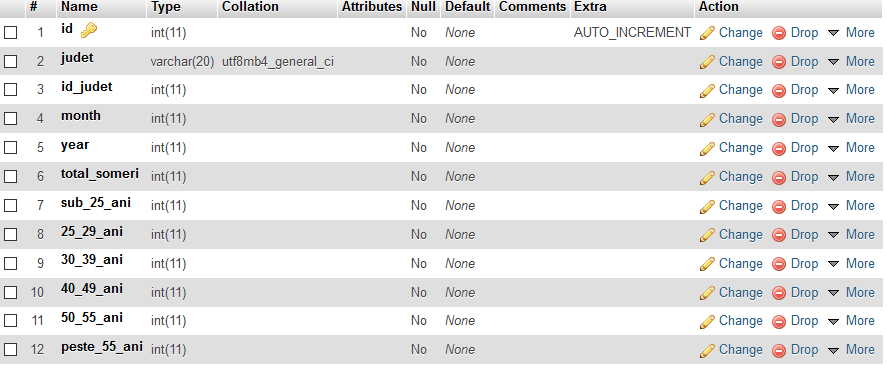 # Name Type Collation Attributes Null Default Comments Extra Action
1 id int(11) No None AUTO_INCREMENT Change Drop More
2 judet varchar(20) utf8mb4_general_ci No None Change Drop More
3 id_judet int(11) No None Change Drop More
4 month int(11) No None Change Drop More
5 year int(11) No None Change Drop More
6 total_someri int(11) No None Change Drop More
7 sub_25_ani int(11) No None Change Drop More
8 25_29_ani int(11) No None Change Drop More
9 30_39_ani int(11) No None Change Drop More
10 40_49_ani int(11) No None Change Drop More
11 50_55_ani int(11) No None Change Drop More
12 peste_55_ani int(11) No None Change Drop More